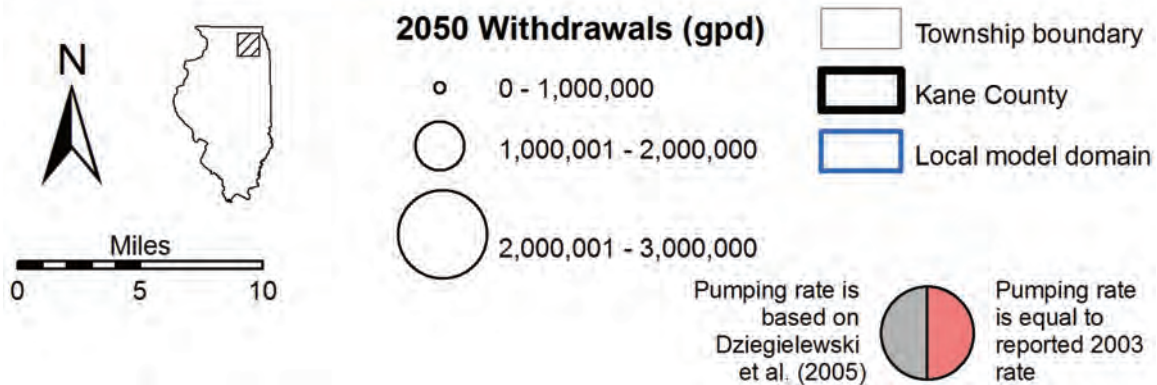 N
Miles
0 5 10
2050 Withdrawals (gpd)
0 - 1,000,000
1,000,001 - 2,000,000
2,000,001 - 3,000,000
Township boundary
Kane County
Local model domain
Pumping rate is
based on
Dziegielewski
et al. (2005)
Pumping rate
is equal to
reported 2003
rate